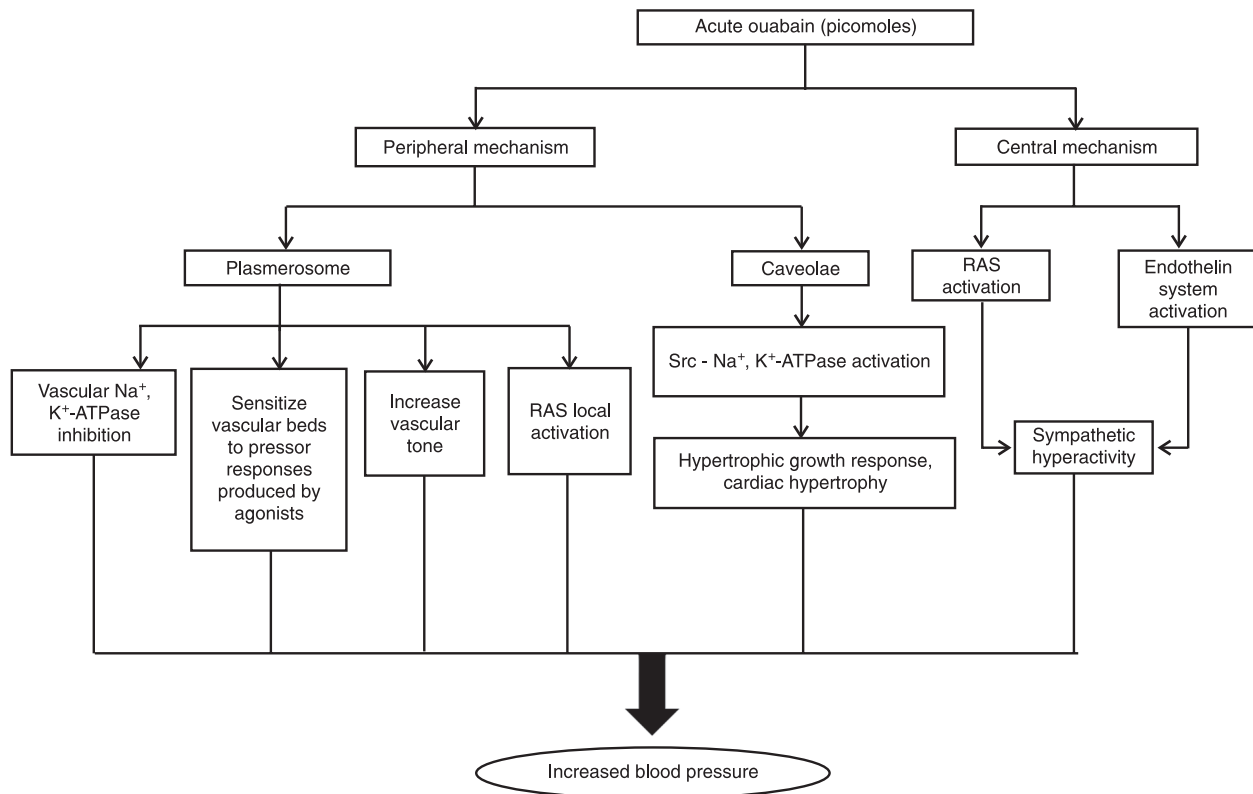 Acute ouabain (picomoles)
Peripheral mechanism
Central mechanism
Plasmerosome
Caveolae
RAS
activation
Endothelin
system
activation
Vascular Na⁺,
K⁺-ATPase
inhibition
Sensitize
vascular beds
to pressor
responses
produced by
agonists
Increase
vascular
tone
RAS local
activation
Src - Na⁺, K⁺-ATPase activation
Hypertrophic growth response,
cardiac hypertrophy
Sympathetic
hyperactivity
Increased blood pressure